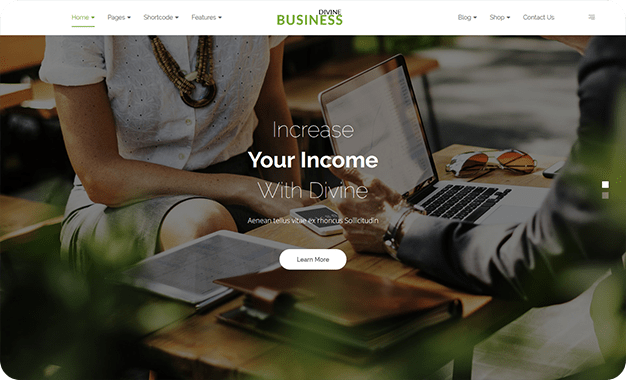 Home
Pages
Shortcode
Features
DIVINE
BUSINESS
Blog
Shop
Contact Us
Increase
Your Income
With Divine
Aenean tellus vitae ex rhoncus Sollicitudin
Learn More